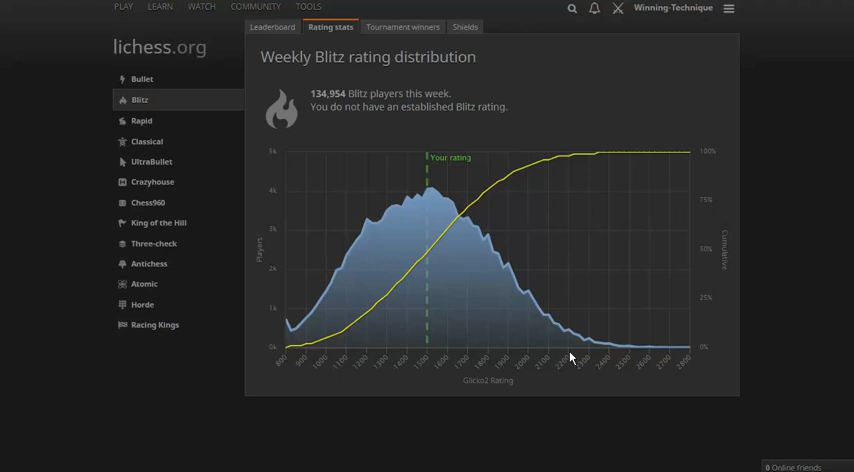 PLAY LEARN WATCH COMMUNITY TOOLS Winning-Technique
Leaderboard Rating stats Tournament winners Shields
lichess.org
Weekly Blitz rating distribution
Bullet
Blitz
Rapid
Classical
UltraBullet
Crazyhouse
Chess960
King of the Hill
Three-check
Antichess
Atomic
Horde
Racing Kings
134,954 Blitz players this week.
You do not have an established Blitz rating.
Your rating
5k
4k
3k
2k
1k
0k
Players
100%
75%
50%
25%
0%
Cumulative
800 900 1000 1100 1200 1300 1400 1500 1600 1700 1800 1900 2000 2100 2200 2300 2400 2500 2600 2700 2800
Glicko2 Rating
0 Online friends